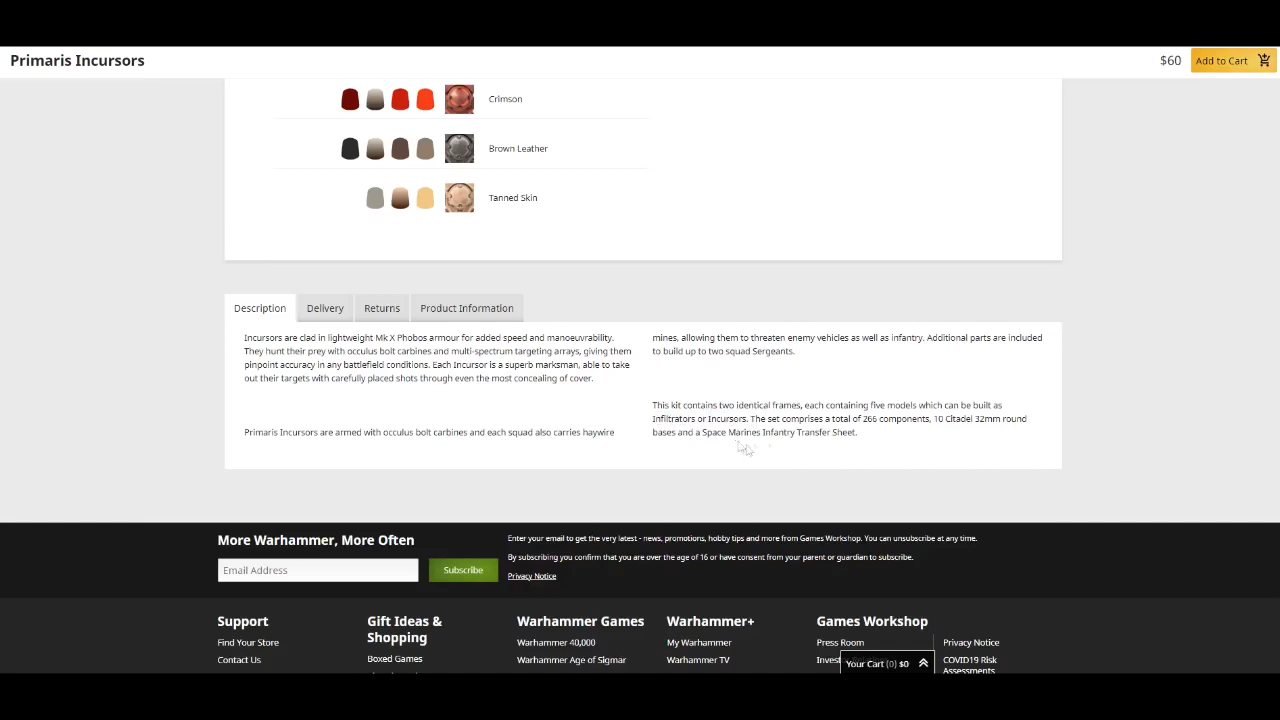 Primaris Incursors
$60
Add to Cart
Crimson
Brown Leather
Tanned Skin
Description
Delivery
Returns
Product Information
Incursors are clad in lightweight Mk X Phobos armour for added speed and manoeuvrability.
They hunt their prey with occulus bolt carbines and multi-spectrum targeting arrays, giving them
pinpoint accuracy in any battlefield conditions. Each Incursor is a superb marksman, able to take
out their targets with carefully placed shots through even the most concealing of cover.
Primaris Incursors are armed with occulus bolt carbines and each squad also carries haywire
mines, allowing them to threaten enemy vehicles as well as infantry. Additional parts are included
to build up to two squad Sergeants.
This kit contains two identical frames, each containing five models which can be built as
Infiltrators or Incursors. The set comprises a total of 266 components, 10 Citadel 32mm round
bases and a Space Marines Infantry Transfer Sheet.
More Warhammer, More Often
Email Address
Subscribe
Enter your email to get the very latest - news, promotions, hobby tips and more from Games Workshop. You can unsubscribe at any time.
By subscribing you confirm that you are over the age of 16 or have consent from your parent or guardian to subscribe.
Privacy Notice
Support
Find Your Store
Contact Us
Gift Ideas &
Shopping
Boxed Games
Warhammer Games
Warhammer 40,000
Warhammer Age of Sigmar
Warhammer+
My Warhammer
Warhammer TV
Games Workshop
Press Room
Privacy Notice
COVID19 Risk
Assessments
Your Cart (0) $0